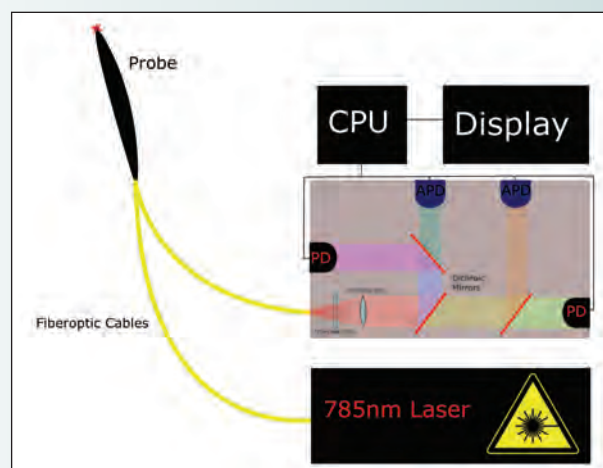 Probe
CPU
Display
APD
APD
PD
Dichroic
Mirrors
PD
Fiberoptic Cables
785nm Laser